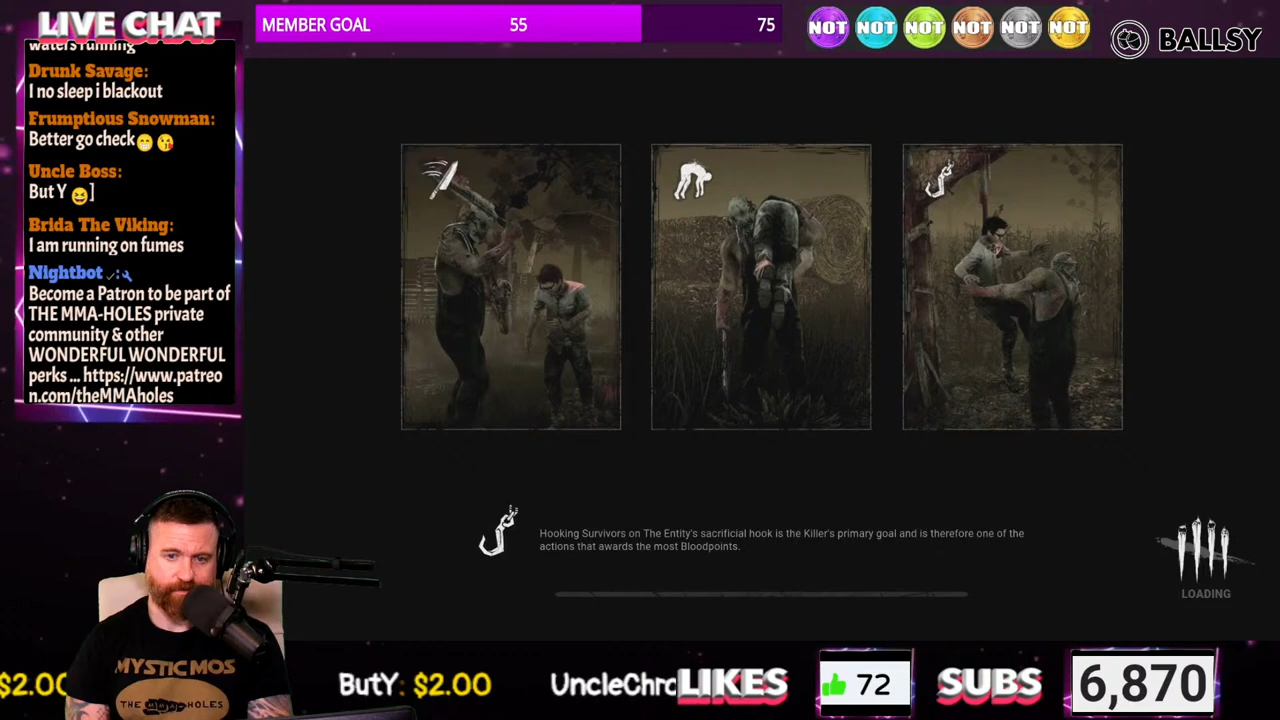 LIVE CHAT
MEMBER GOAL 55 75
NOT NOT NOT NOT NOT NOT
BALLSY
waters running
Drunk Savage:
I no sleep i blackout
Frumptious Snowman:
Better go check😁😘
Uncle Boss:
But Y 😆]
Brida The Viking:
I am running on fumes
Nightbot
Become a Patron to be part of
THE MMA-HOLES private
community & other
WONDERFUL WONDERFUL
perks ... https://www.patreo
n.com/theMMAholes
Hooking Survivors on The Entity's sacrificial hook is the Killer's primary goal and is therefore one of the
actions that awards the most Bloodpoints.
LOADING
MYSTIC MOS
$2.00 ButY: $2.00 UncleChro LIKES 72 SUBS 6,870